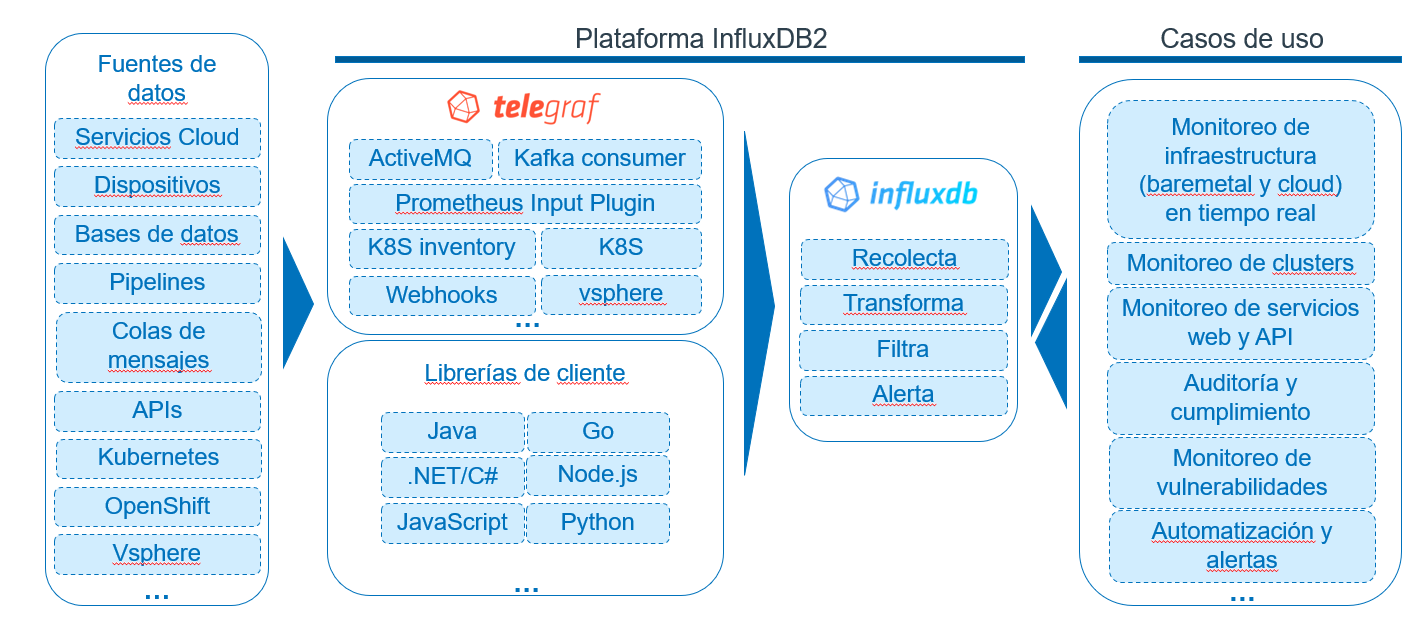 Plataforma InfluxDB2
Casos de uso
Fuentes de
datos
Servicios Cloud
Dispositivos
Bases de datos
Pipelines
Colas de
mensajes
APIs
Kubernetes
OpenShift
Vsphere
...
telegraf
ActiveMQ
Kafka consumer
Prometheus Input Plugin
K8S inventory
K8S
Webhooks
vsphere
...
Librerías de cliente
Java
Go
.NET/C#
Node.js
JavaScript
Python
...
influxdb
Recolecta
Transforma
Filtra
Alerta
Monitoreo de
infraestructura
(baremetal y cloud)
en tiempo real
Monitoreo de clusters
Monitoreo de servicios
web y API
Auditoría y
cumplimiento
Monitoreo de
vulnerabilidades
Automatización y
alertas
...